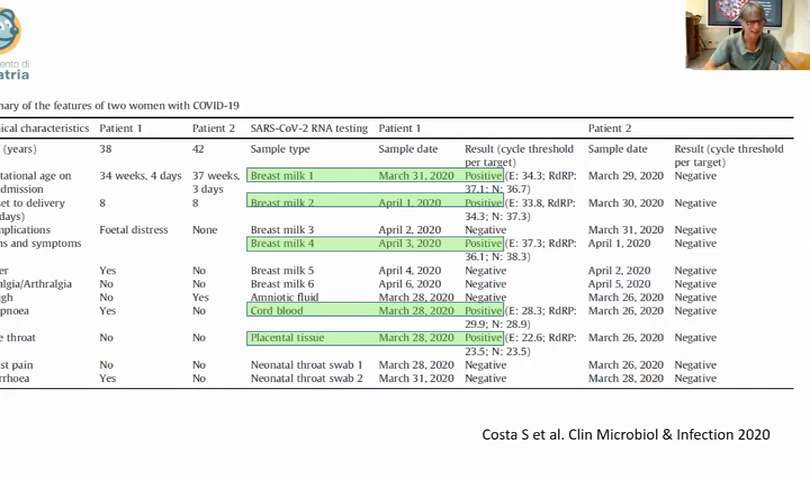 ento di
atria
nary of the features of two women with COVID-19
nical characteristics Patient 1 Patient 2 SARS-CoV-2 RNA testing Patient 1 Patient 2
(years) 38 42 Sample type Sample date Result (cycle threshold per target) Sample date Result (cycle threshold per target)
tational age on dmission 34 weeks, 4 days 37 weeks, 3 days Breast milk 1 March 31, 2020 Positive (E: 34.3; RdRP: 37.1; N: 36.7) March 29, 2020 Negative
set to delivery days) 8 8 Breast milk 2 April 1, 2020 Positive (E: 33.8, RdRP: 34.3; N: 37.3) March 30, 2020 Negative
mplications Foetal distress None Breast milk 3 April 2, 2020 Negative March 31, 2020 Negative
ns and symptoms Breast milk 4 April 3, 2020 Positive (E: 37.3; RdRP: 36.1; N: 38.3) April 1, 2020 Negative
er Yes No Breast milk 5 April 4, 2020 Negative April 2, 2020 Negative
algia/Arthralgia No No Breast milk 6 April 6, 2020 Negative April 5, 2020 Negative
gh No Yes Amniotic fluid March 28, 2020 Negative March 26, 2020 Negative
pnoea Yes No Cord blood March 28, 2020 Positive (E: 28.3; RdRP: 29.9; N: 28.9) March 26, 2020 Negative
e throat No No Placental tissue March 28, 2020 Positive (E: 22.6; RdRP: 23.5; N: 23.5) March 26, 2020 Negative
st pain No No Neonatal throat swab 1 March 28, 2020 Negative March 26, 2020 Negative
rrhoea Yes No Neonatal throat swab 2 March 31, 2020 Negative March 28, 2020 Negative
Costa S et al. Clin Microbiol & Infection 2020